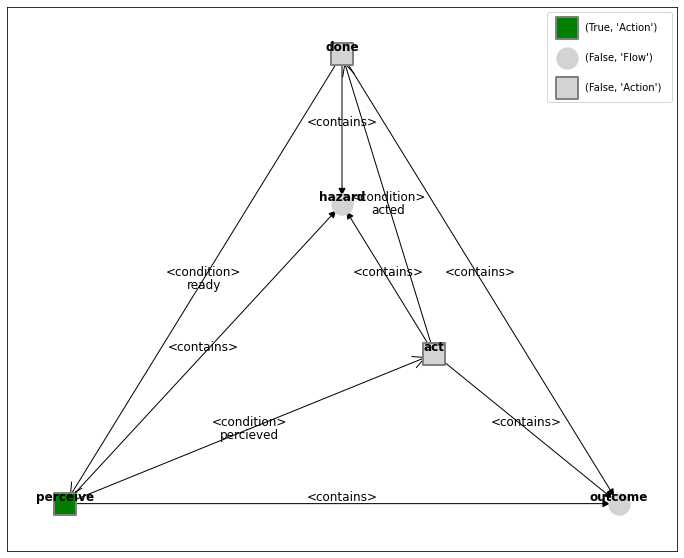 done
(True, 'Action')
(False, 'Flow')
(False, 'Action')
<contains>
hazard
<condition>
acted
<condition>
ready
<contains>
<contains>
<contains>
act
<condition>
percieved
<contains>
perceive
<contains>
outcome